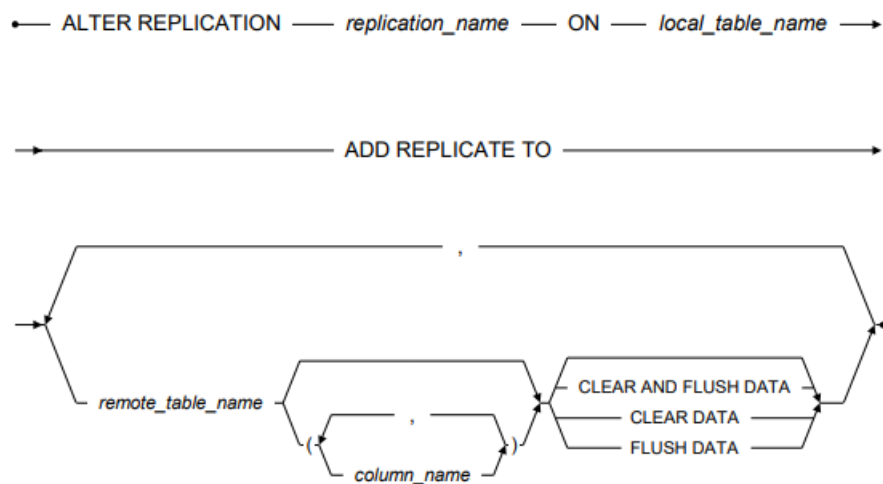 ALTER REPLICATION replication_name ON local_table_name
ADD REPLICATE TO
,
CLEAR AND FLUSH DATA
remote_table_name , CLEAR DATA
( ) FLUSH DATA
column_name